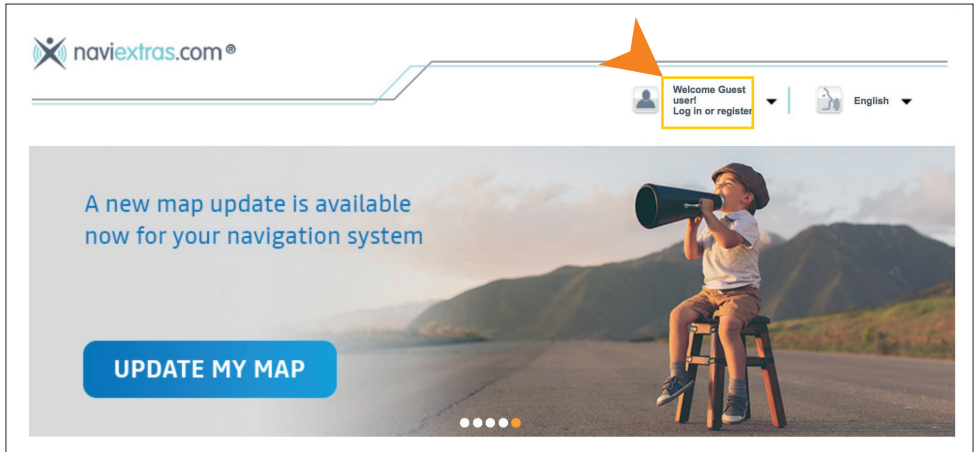 naviextras.com®
Welcome Guest
user!
Log in or register
English
A new map update is available
now for your navigation system
UPDATE MY MAP